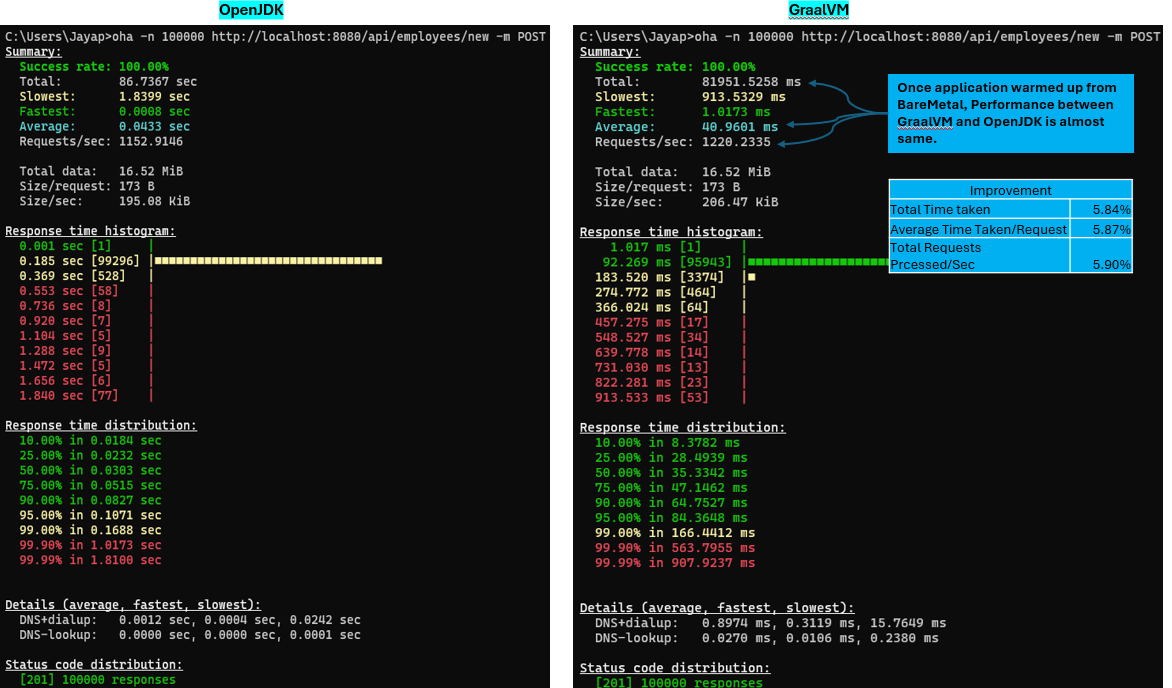 OpenJDK
C:\Users\Jayap>oha -n 100000 http://localhost:8080/api/employees/new -m POST
Summary:
Success rate: 100.00%
Total: 86.7367 sec
Slowest: 1.8399 sec
Fastest: 0.0008 sec
Average: 0.0433 sec
Requests/sec: 1152.9146
Total data: 16.52 MiB
Size/request: 173 B
Size/sec: 195.08 KiB
Response time histogram:
0.001 sec [1] |
0.185 sec [99296] |■■■■■■■■■■■■■■■■■■■■■■■■■■■■■■■■
0.369 sec [528] |
0.553 sec [58] |
0.736 sec [8] |
0.920 sec [7] |
1.104 sec [5] |
1.288 sec [9] |
1.472 sec [5] |
1.656 sec [6] |
1.840 sec [77] |
Response time distribution:
10.00% in 0.0184 sec
25.00% in 0.0232 sec
50.00% in 0.0303 sec
75.00% in 0.0515 sec
90.00% in 0.0827 sec
95.00% in 0.1071 sec
99.00% in 0.1688 sec
99.90% in 1.0173 sec
99.99% in 1.8100 sec
Details (average, fastest, slowest):
DNS+dialup: 0.0012 sec, 0.0004 sec, 0.0242 sec
DNS-lookup: 0.0000 sec, 0.0000 sec, 0.0001 sec
Status code distribution:
[201] 100000 responses
GraalVM
C:\Users\Jayap>oha -n 100000 http://localhost:8080/api/employees/new -m POST
Summary:
Success rate: 100.00%
Total: 81951.5258 ms
Slowest: 913.5329 ms
Fastest: 1.0173 ms
Average: 40.9601 ms
Requests/sec: 1220.2335
Total data: 16.52 MiB
Size/request: 173 B
Size/sec: 206.47 KiB
Response time histogram:
1.017 ms [1] |
92.269 ms [95943] |■■■■■■■■■■■■■■■■■■■■
183.520 ms [3374] |■
274.772 ms [464] |
366.024 ms [64] |
457.275 ms [17] |
548.527 ms [34] |
639.778 ms [14] |
731.030 ms [13] |
822.281 ms [23] |
913.533 ms [53] |
Response time distribution:
10.00% in 8.3782 ms
25.00% in 28.4939 ms
50.00% in 35.3342 ms
75.00% in 47.1462 ms
90.00% in 64.7527 ms
95.00% in 84.3648 ms
99.00% in 166.4412 ms
99.90% in 563.7955 ms
99.99% in 907.9237 ms
Details (average, fastest, slowest):
DNS+dialup: 0.8974 ms, 0.3119 ms, 15.7649 ms
DNS-lookup: 0.0270 ms, 0.0106 ms, 0.2380 ms
Status code distribution:
[201] 100000 responses
Once application warmed up from
BareMetal, Performance between
GraalVM and OpenJDK is almost
same.
Improvement
Total Time taken 5.84%
Average Time Taken/Request 5.87%
Total Requests
Prcessed/Sec 5.90%